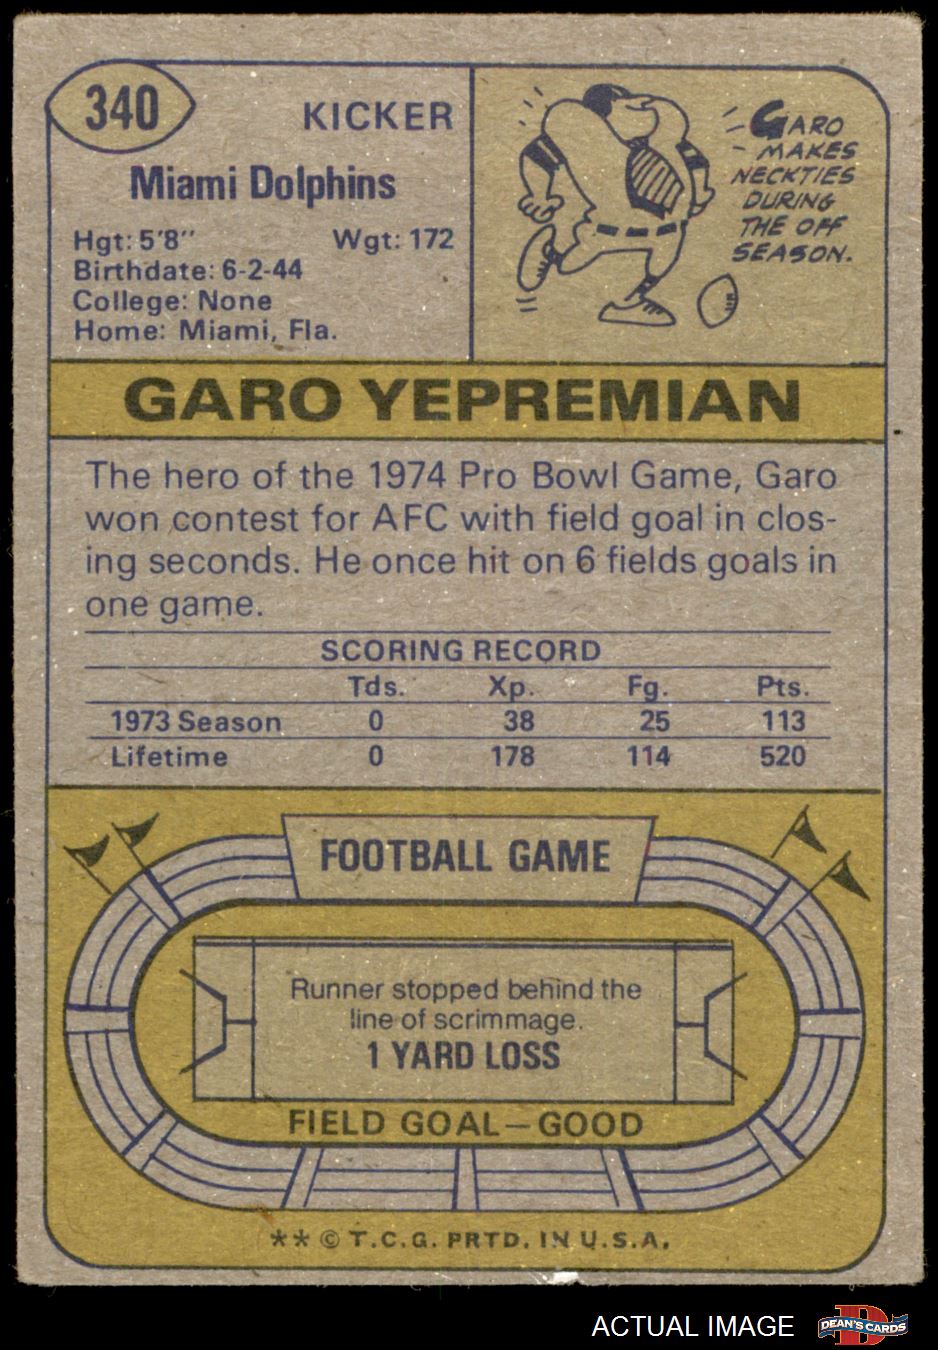 340
KICKER
Miami Dolphins
Hgt: 5'8" Wgt: 172
Birthdate: 6-2-44
College: None
Home: Miami, Fla.
GARO
MAKES
NECKTIES
DURING
THE OFF
SEASON.
GARO YEPREMIAN
The hero of the 1974 Pro Bowl Game, Garo
won contest for AFC with field goal in clos-
ing seconds. He once hit on 6 fields goals in
one game.
SCORING RECORD
Tds. Xp. Fg. Pts.
1973 Season 0 38 25 113
Lifetime 0 178 114 520
FOOTBALL GAME
Runner stopped behind the
line of scrimmage.
1 YARD LOSS
FIELD GOAL—GOOD
** © T.C.G. PRTD. IN U.S.A.
ACTUAL IMAGE
D
DEAN'S CARDS